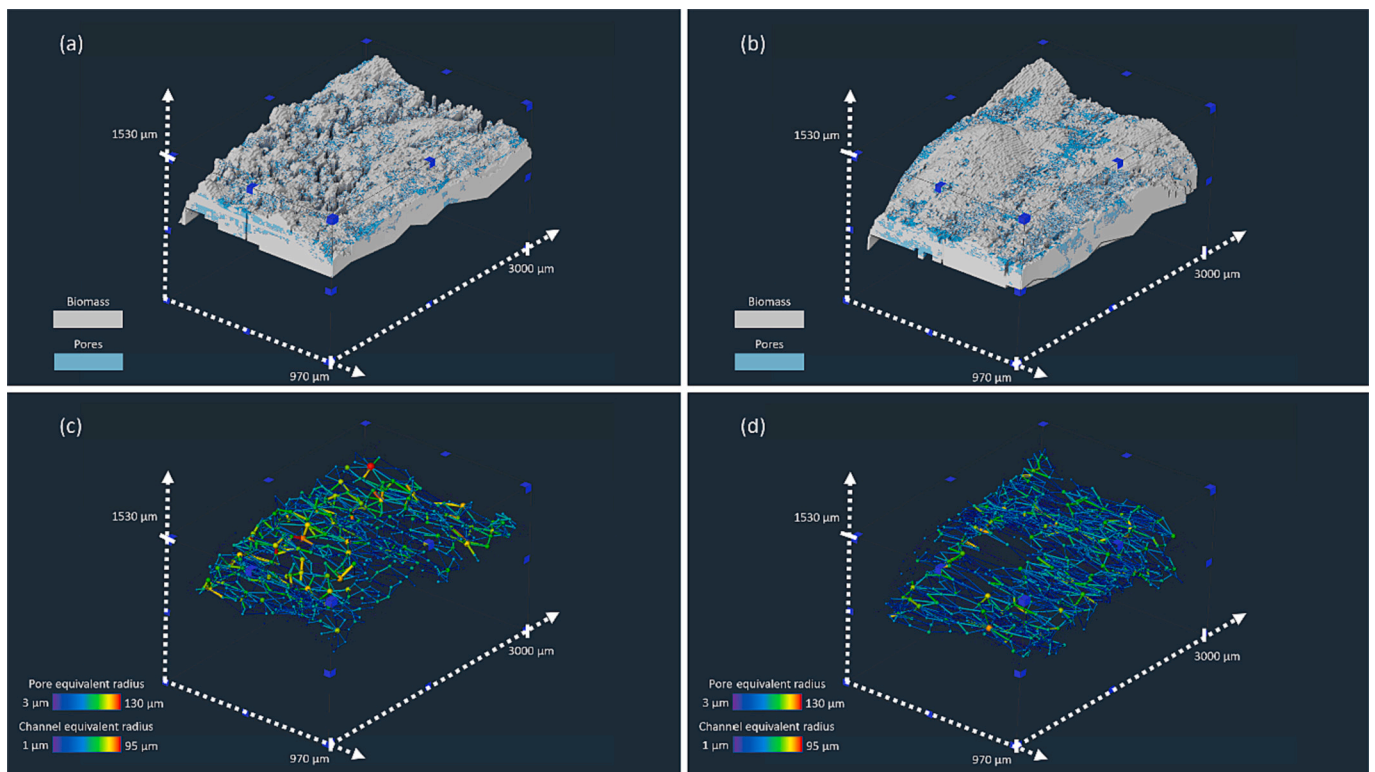 (a)
1530 µm
3000 µm
970 µm
Biomass
Pores
(b)
1530 µm
3000 µm
970 µm
Biomass
Pores
(c)
1530 µm
3000 µm
970 µm
Pore equivalent radius
3 µm 130 µm
Channel equivalent radius
1 µm 95 µm
(d)
1530 µm
3000 µm
970 µm
Pore equivalent radius
3 µm 130 µm
Channel equivalent radius
1 µm 95 µm